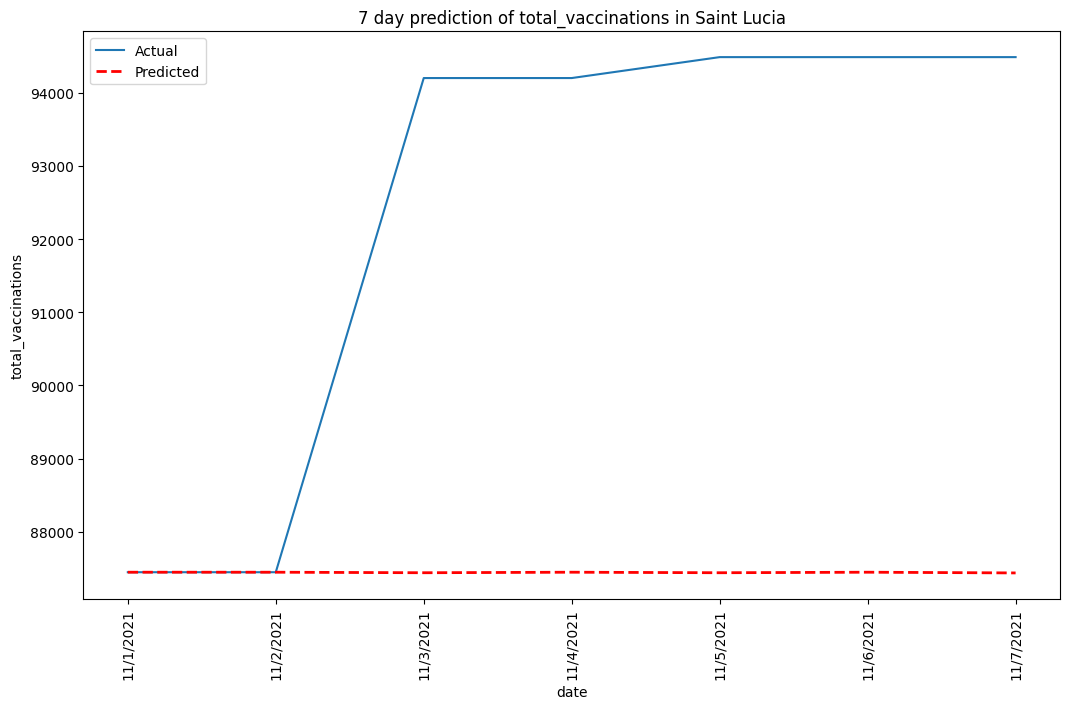 7 day prediction of total_vaccinations in Saint Lucia
Actual
Predicted
94000
93000
92000
91000
90000
89000
88000
total_vaccinations
11/1/2021
11/2/2021
11/3/2021
11/4/2021
11/5/2021
11/6/2021
11/7/2021
date